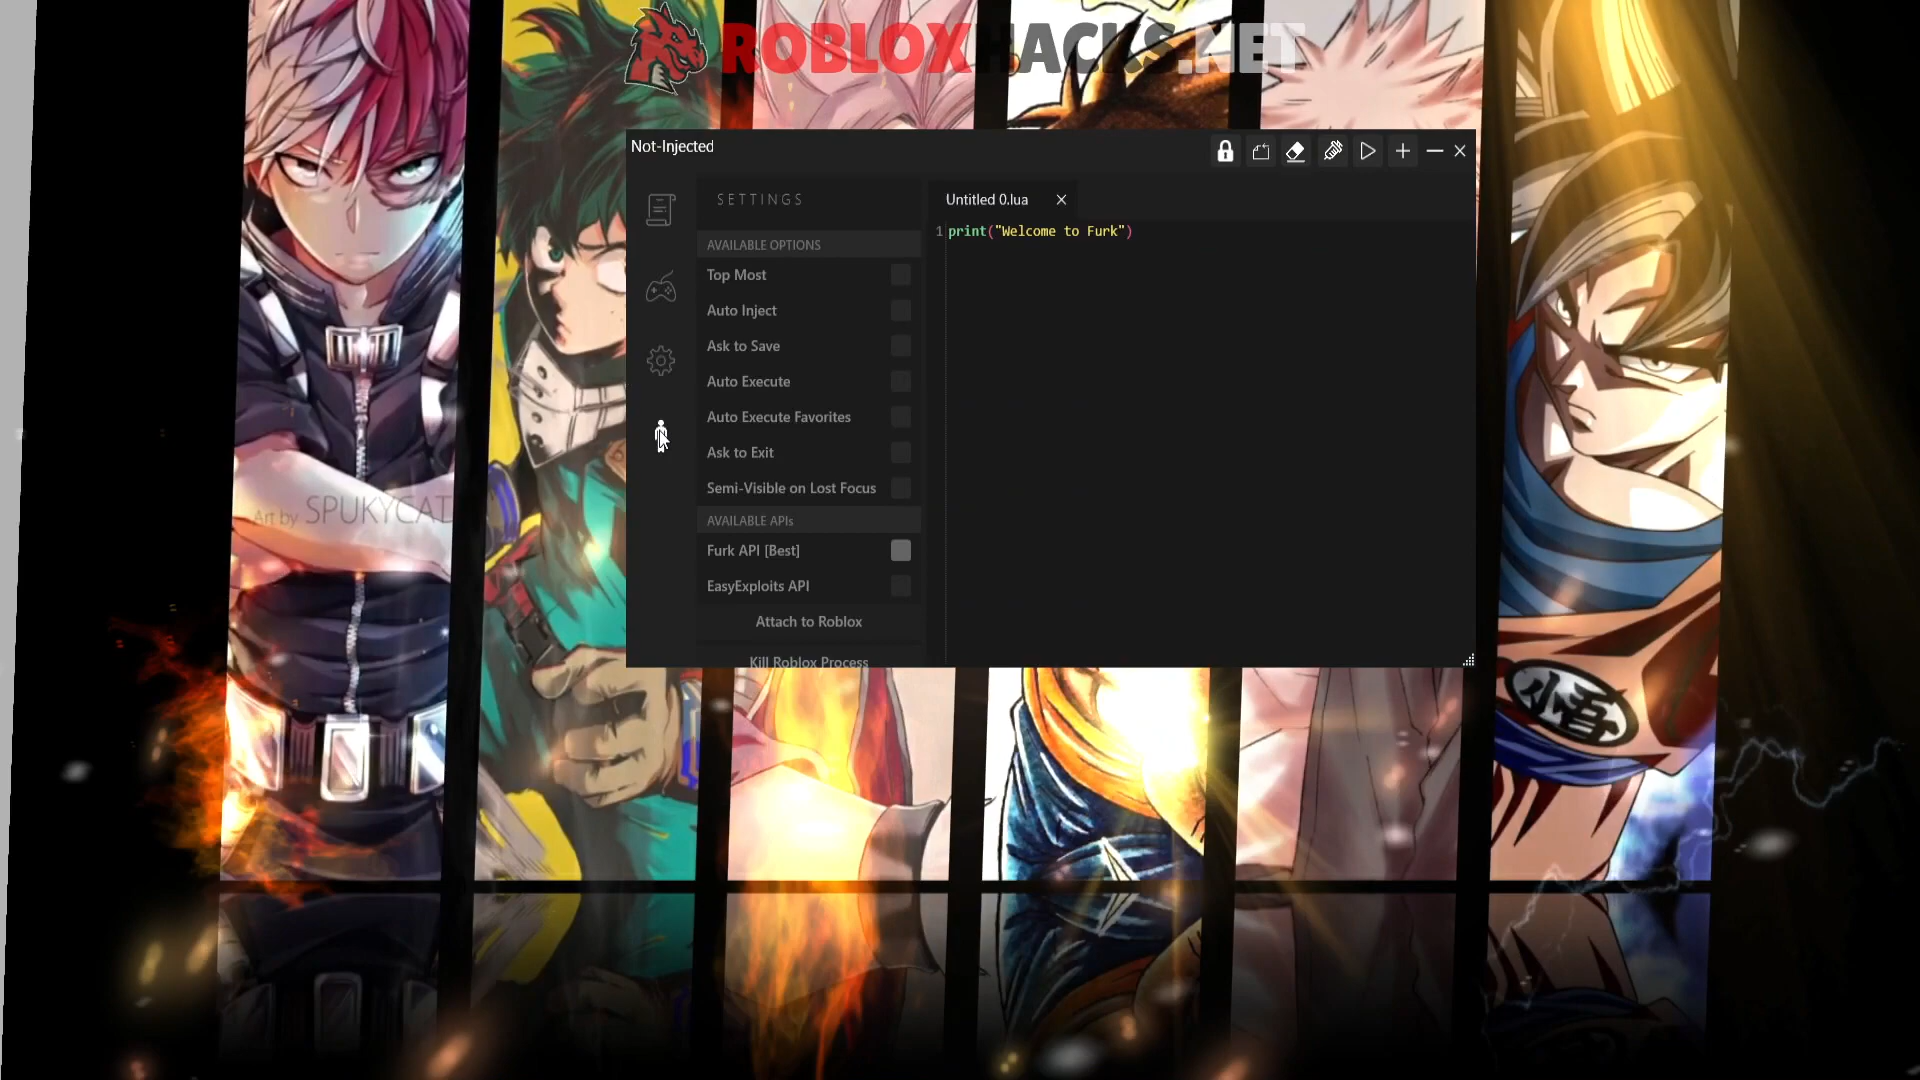 ROBLOXHACKS.NET
Not-Injected
SETTINGS
AVAILABLE OPTIONS
Top Most
Auto Inject
Ask to Save
Auto Execute
Auto Execute Favorites
Ask to Exit
Semi-Visible on Lost Focus
AVAILABLE APIs
Furk API [Best]
EasyExploits API
Attach to Roblox
Kill Roblox Process
Untitled 0.lua
1 print("Welcome to Furk")
Art by SPUKYCAT
小吾